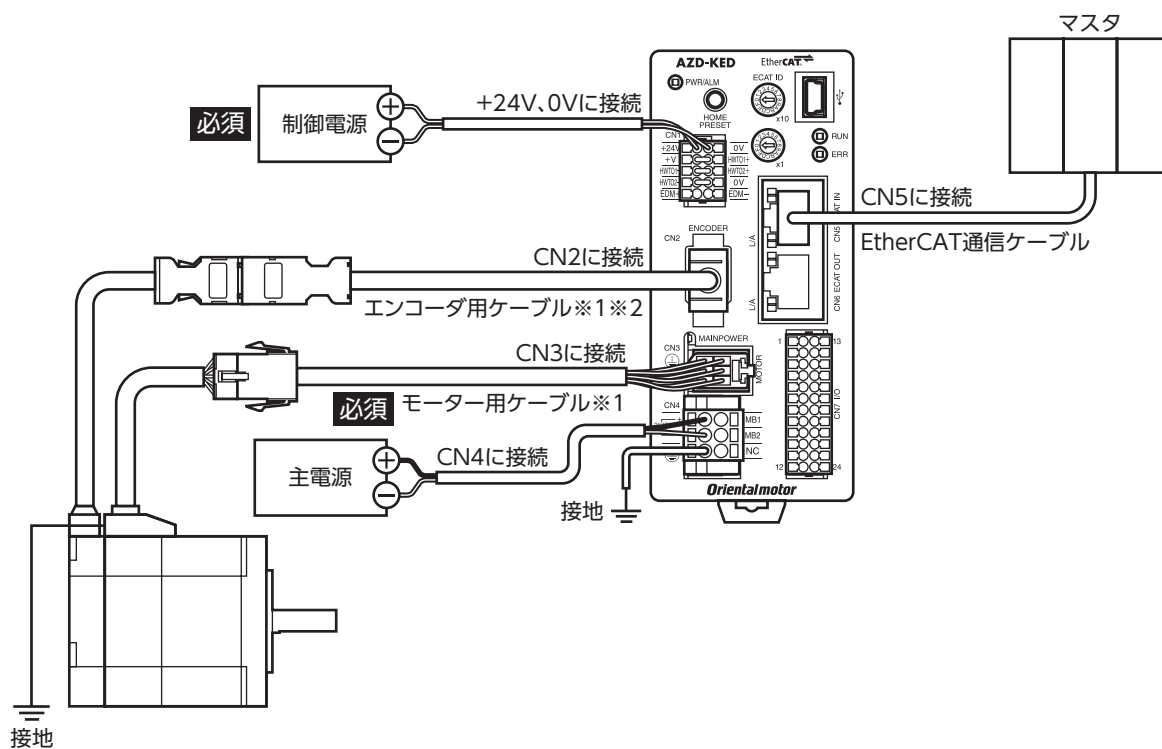 マスタ
AZD-KED
EtherCAT
PWR/ALM
ECAT ID
HOME
PRESET
x10
x1
RUN
ERR
必須
制御電源
+24V、0Vに接続
CN1
+24V
0V
+V
HWTO1+
HWTO1-
HWTO2+
HWTO2-
0V
EDM+
EDM-
CN5に接続
EtherCAT通信ケーブル
L/A
L/A
CN6 ECAT OUT
ENCODER
CN2
CN2に接続
エンコーダ用ケーブル※1※2
MAINPOWER
CN3
MOTOR
CN3に接続
必須
モーター用ケーブル※1
CN4
MB1
MB2
NC
1
13
CN7 I/O
12
24
主電源
CN4に接続
接地
Orientalmotor
接地